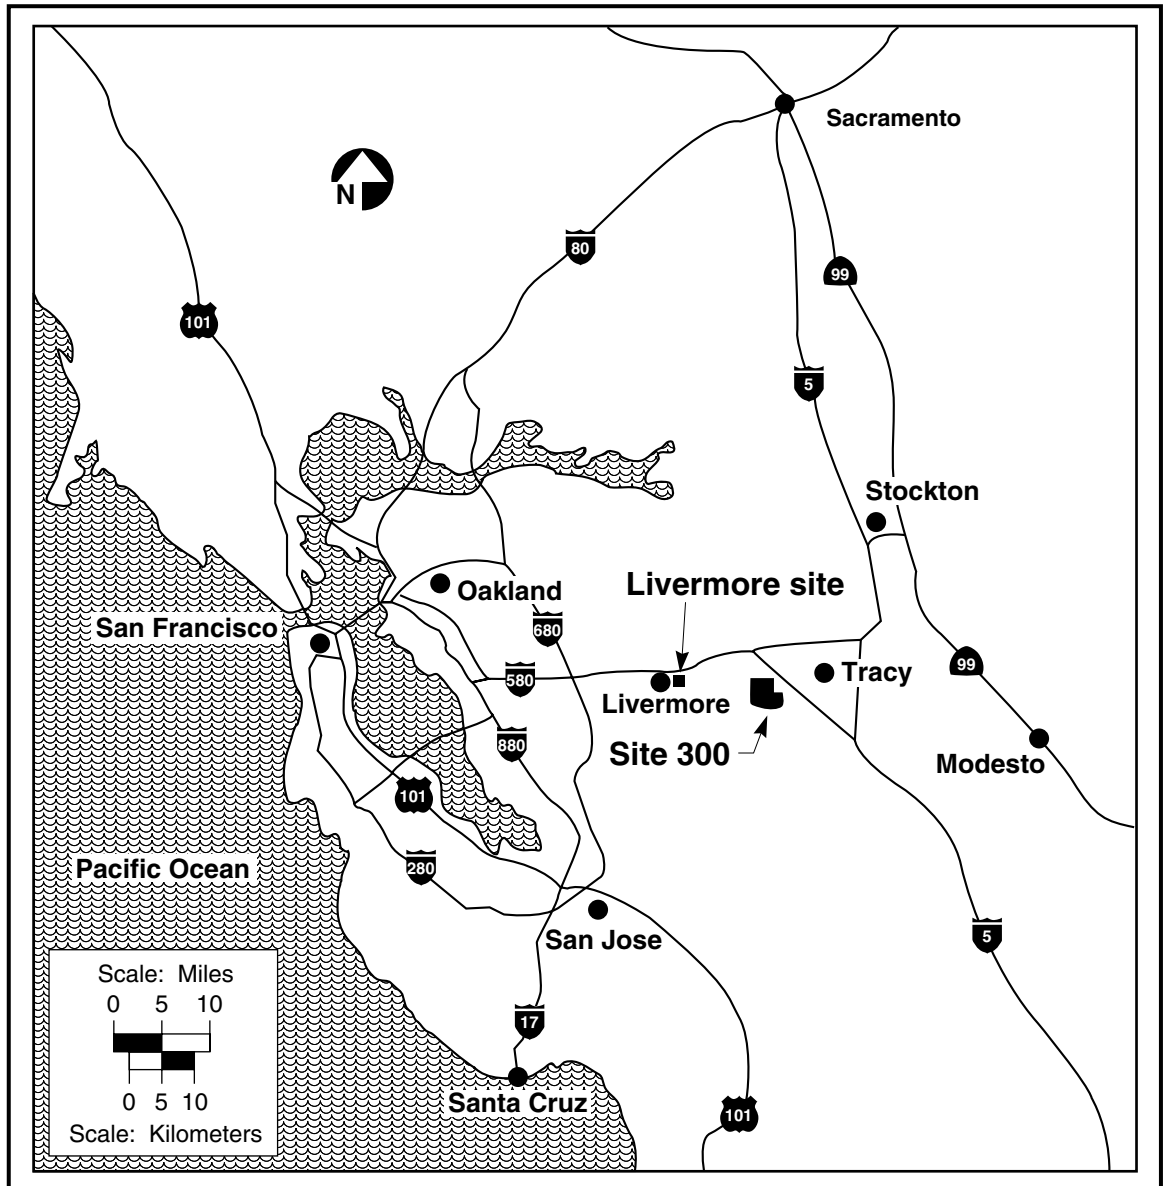 Sacramento
N
80
99
101
5
Stockton
Livermore site
Oakland
San Francisco
680
99
Tracy
580
Livermore
Site 300
880
Modesto
101
Pacific Ocean
280
5
San Jose
Scale: Miles
0 5 10
17
0 5 10
Scale: Kilometers
Santa Cruz
101